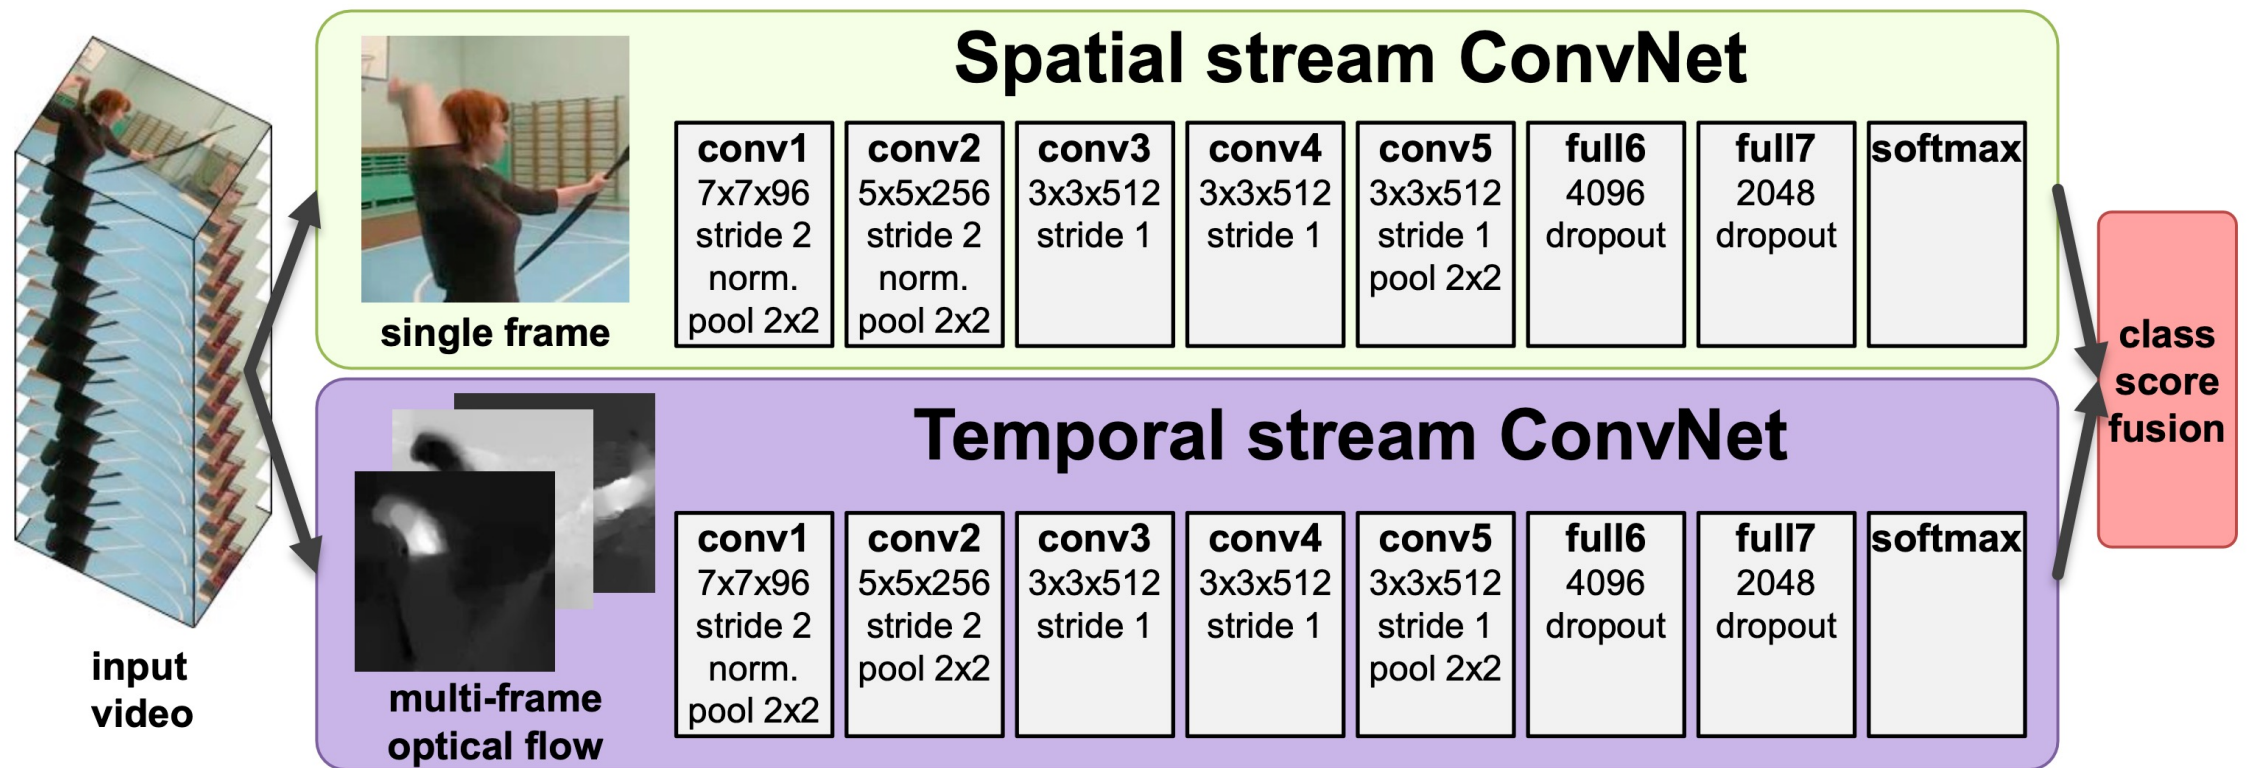 Spatial stream ConvNet
single frame
conv1
7x7x96
stride 2
norm.
pool 2x2
conv2
5x5x256
stride 2
norm.
pool 2x2
conv3
3x3x512
stride 1
conv4
3x3x512
stride 1
conv5
3x3x512
stride 1
pool 2x2
full6
4096
dropout
full7
2048
dropout
softmax
input
video
Temporal stream ConvNet
multi-frame
optical flow
conv1
7x7x96
stride 2
norm.
pool 2x2
conv2
5x5x256
stride 2
pool 2x2
conv3
3x3x512
stride 1
conv4
3x3x512
stride 1
conv5
3x3x512
stride 1
pool 2x2
full6
4096
dropout
full7
2048
dropout
softmax
class
score
fusion